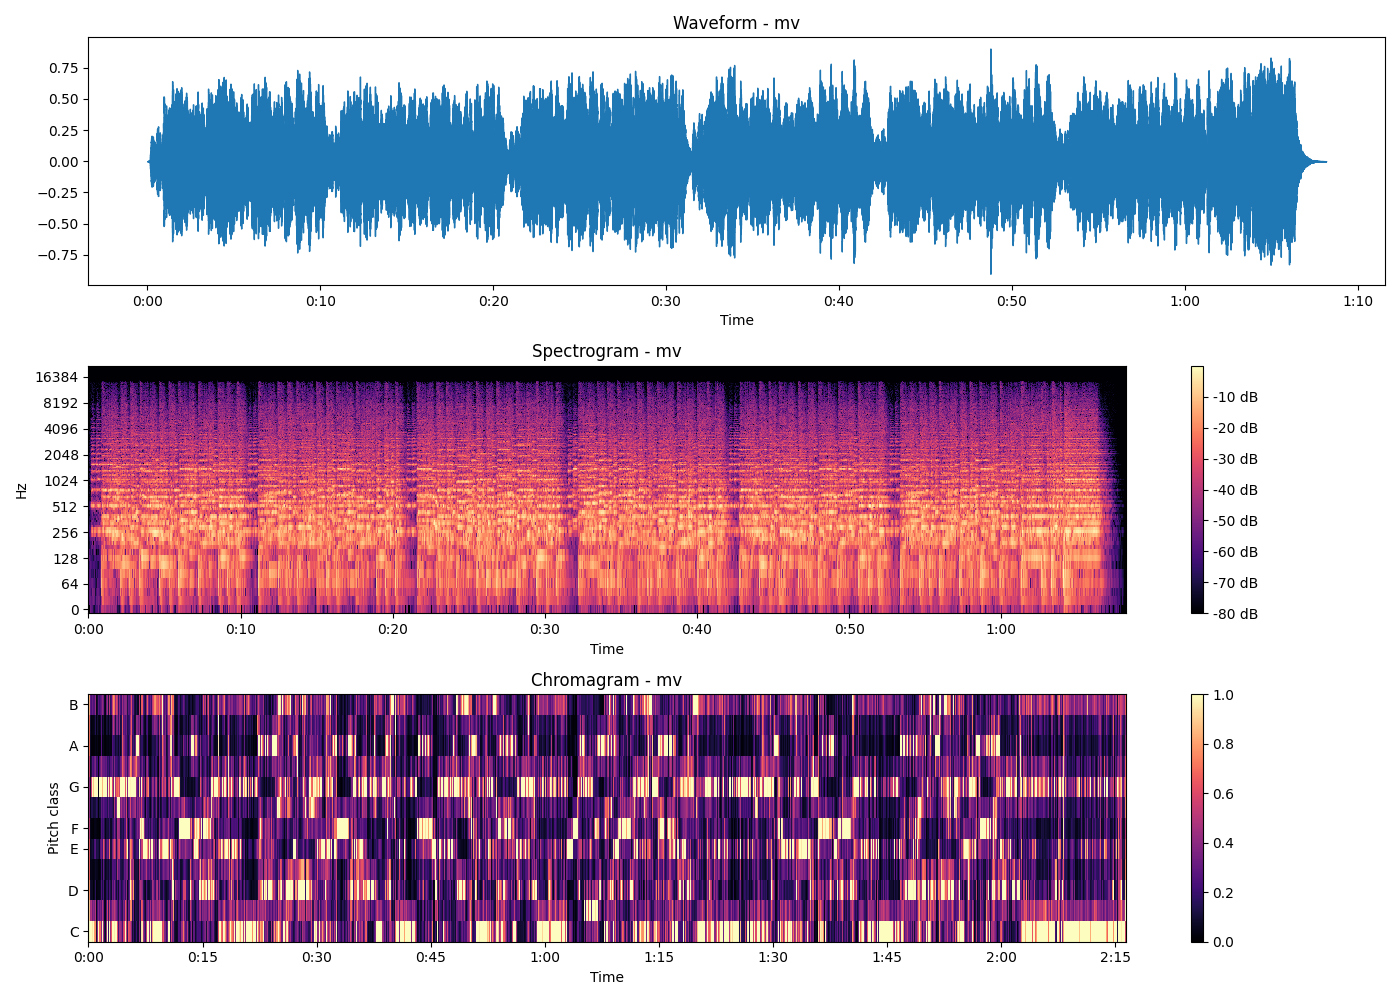 Waveform - mv
0.75
0.50
0.25
0.00
−0.25
−0.50
−0.75
0:00 0:10 0:20 0:30 0:40 0:50 1:00 1:10
Time
Spectrogram - mv
Hz
16384
8192
4096
2048
1024
512
256
128
64
0
0:00 0:10 0:20 0:30 0:40 0:50 1:00
Time
-10 dB
-20 dB
-30 dB
-40 dB
-50 dB
-60 dB
-70 dB
-80 dB
Chromagram - mv
Pitch class
B
A
G
F
E
D
C
0:00 0:15 0:30 0:45 1:00 1:15 1:30 1:45 2:00 2:15
Time
1.0
0.8
0.6
0.4
0.2
0.0